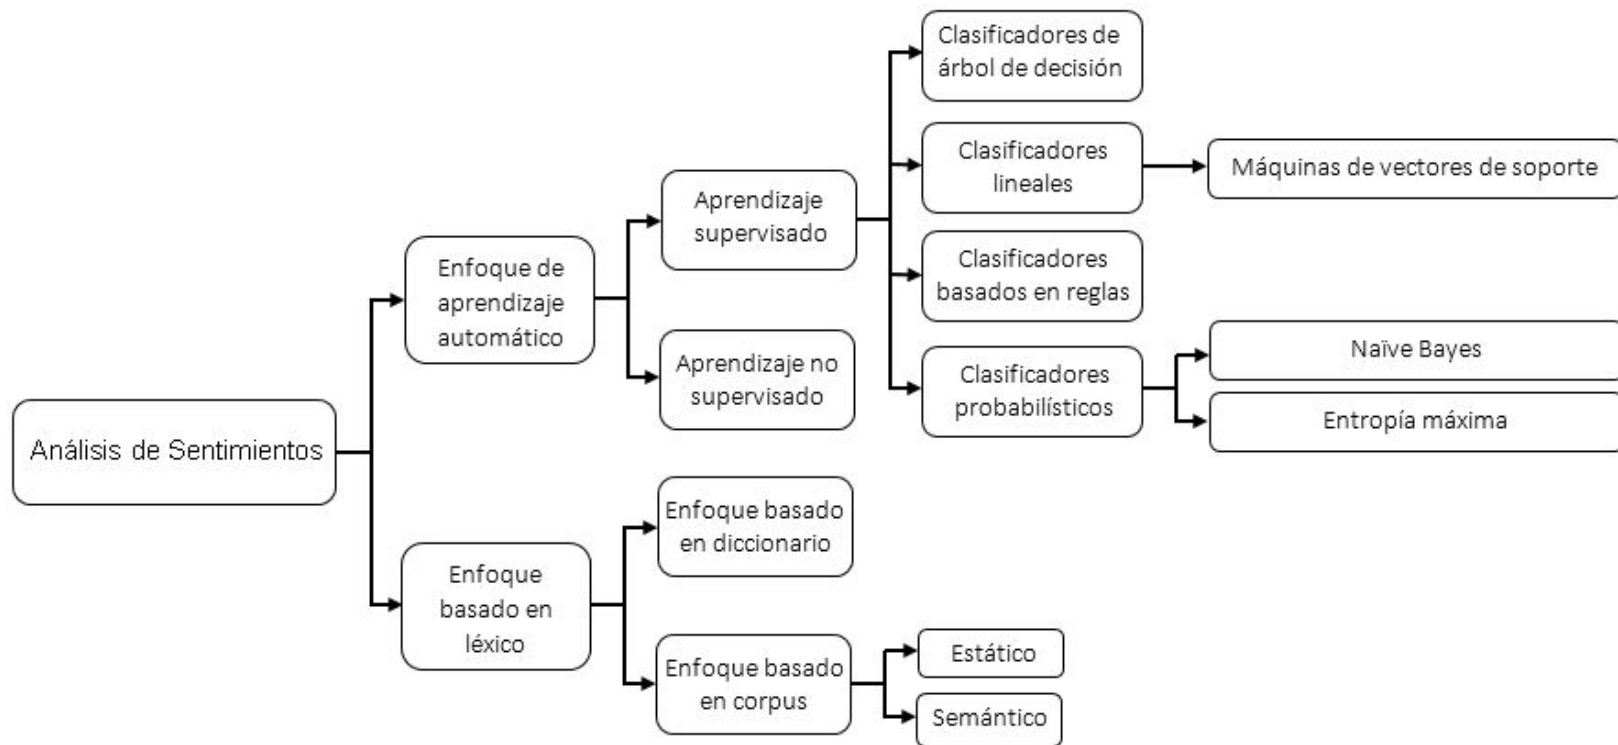 Análisis de Sentimientos
Enfoque de
aprendizaje
automático
Enfoque
basado en
léxico
Aprendizaje
supervisado
Aprendizaje no
supervisado
Enfoque basado
en diccionario
Enfoque basado
en corpus
Clasificadores de
árbol de decisión
Clasificadores
lineales
Clasificadores
basados en reglas
Clasificadores
probabilísticos
Estático
Semántico
Máquinas de vectores de soporte
Naïve Bayes
Entropía máxima